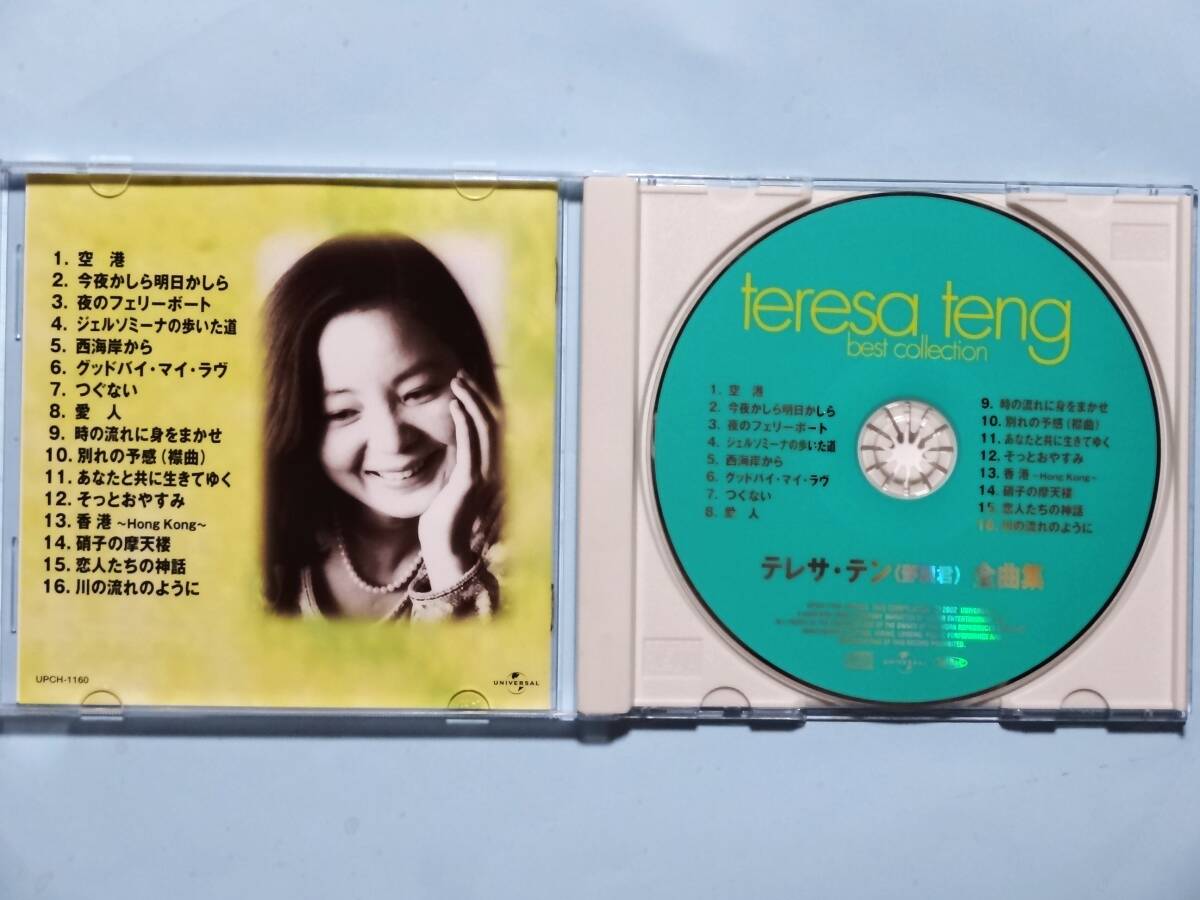 1. 空 港
2. 今夜かしら明日かしら
3. 夜のフェリーボート
4. ジェルソミーナの歩いた道
5. 西海岸から
6. グッドバイ・マイ・ラヴ
7. つぐない
8. 愛 人
9. 時の流れに身をまかせ
10. 別れの予感(襟曲)
11. あなたと共に生きてゆく
12. そっとおやすみ
13. 香 港 ~Hong Kong~
14. 硝子の摩天楼
15. 恋人たちの神話
16. 川の流れのように
UPCH-1160
UNIVERSAL
teresa teng
best collection
1. 空 港
2. 今夜かしら明日かしら
3. 夜のフェリーボート
4. ジェルソミーナの歩いた道
5. 西海岸から
6. グッドバイ・マイ・ラヴ
7. つぐない
8. 愛 人
9. 時の流れに身をまかせ
10. 別れの予感(襟曲)
11. あなたと共に生きてゆく
12. そっとおやすみ
13. 香 港 ~Hong Kong~
14. 硝子の摩天楼
15. 恋人たちの神話
16. 川の流れのように
テレサ・テン(鄧麗君) 全曲集